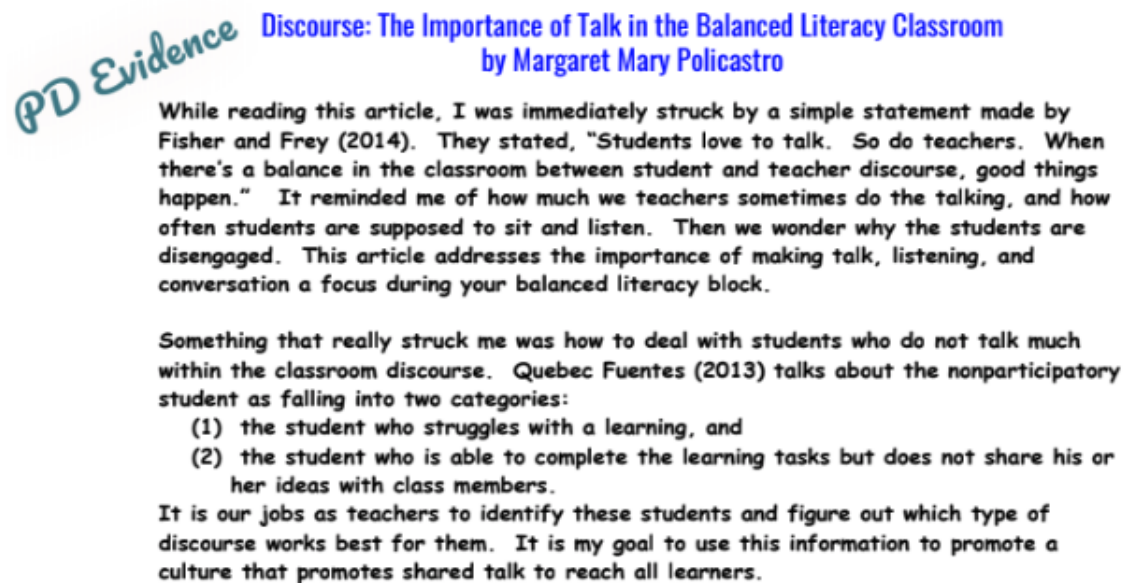 PD Evidence
Discourse: The Importance of Talk in the Balanced Literacy Classroom
by Margaret Mary Policastro
While reading this article, I was immediately struck by a simple statement made by
Fisher and Frey (2014). They stated, “Students love to talk. So do teachers. When
there's a balance in the classroom between student and teacher discourse, good things
happen.” It reminded me of how much we teachers sometimes do the talking, and how
often students are supposed to sit and listen. Then we wonder why the students are
disengaged. This article addresses the importance of making talk, listening, and
conversation a focus during your balanced literacy block.
Something that really struck me was how to deal with students who do not talk much
within the classroom discourse. Quebec Fuentes (2013) talks about the nonparticipatory
student as falling into two categories:
(1) the student who struggles with a learning, and
(2) the student who is able to complete the learning tasks but does not share his or
her ideas with class members.
It is our jobs as teachers to identify these students and figure out which type of
discourse works best for them. It is my goal to use this information to promote a
culture that promotes shared talk to reach all learners.